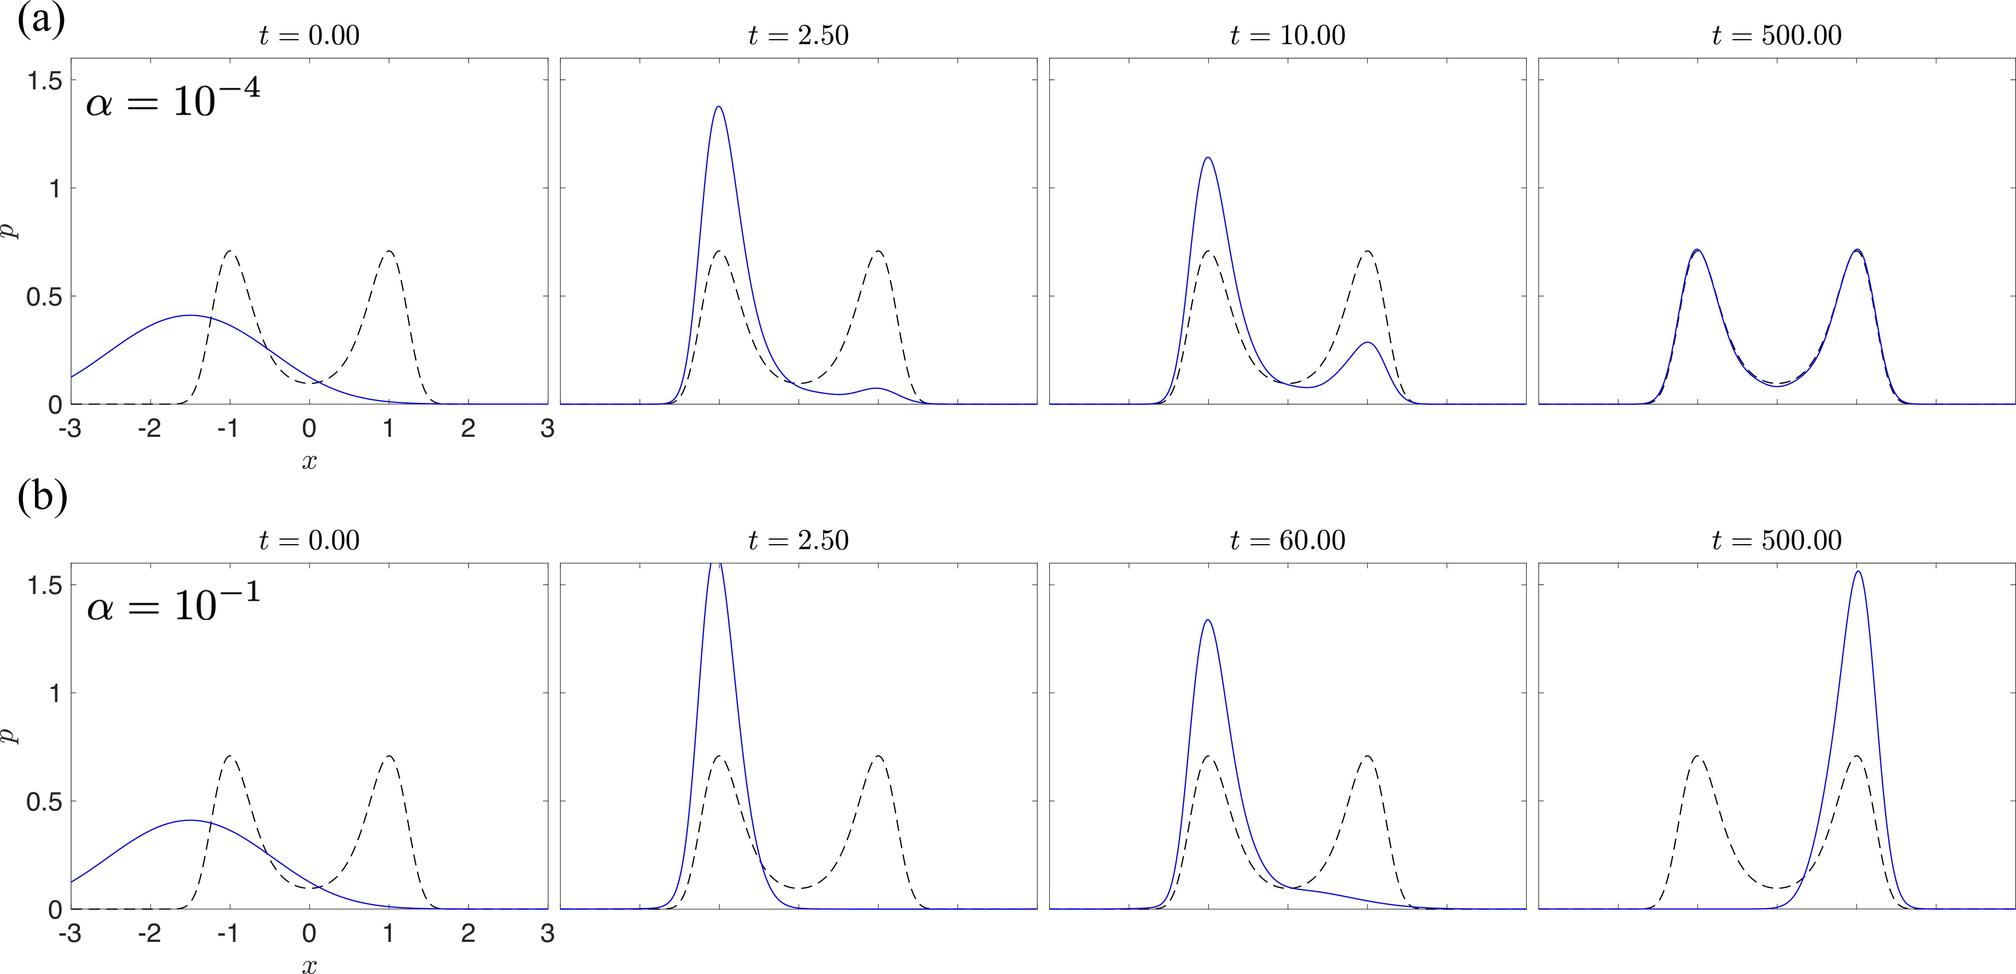 (a)
t = 0.00 t = 2.50 t = 10.00 t = 500.00
α = 10⁻⁴
1.5
1
p
0.5
0
-3 -2 -1 0 1 2 3
x
(b)
t = 0.00 t = 2.50 t = 60.00 t = 500.00
α = 10⁻¹
1.5
1
p
0.5
0
-3 -2 -1 0 1 2 3
x